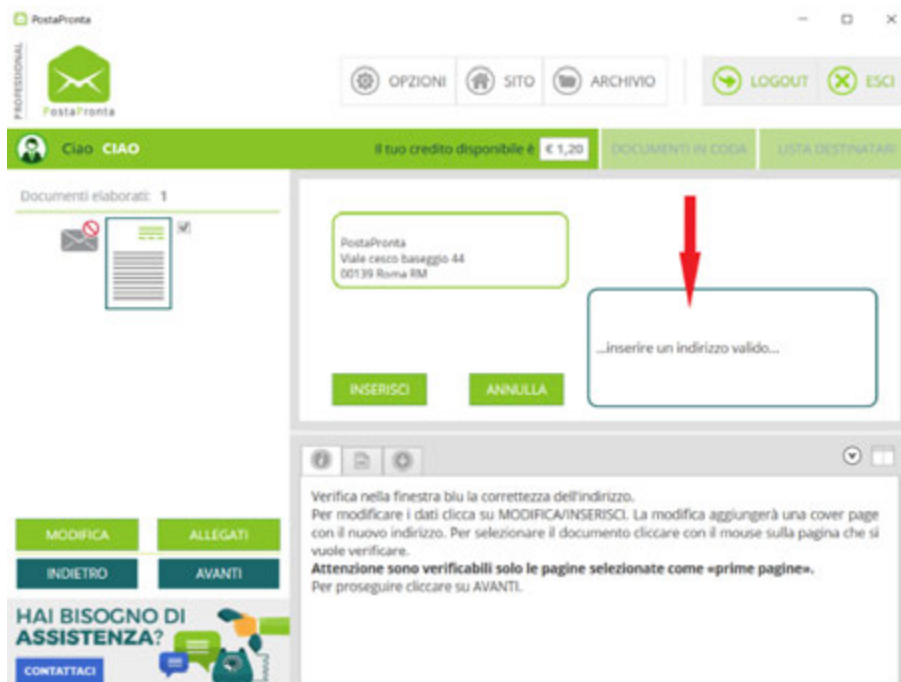 PostaPronta
PROFESSIONAL
PostaPronta
OPZIONI
SITO
ARCHIVIO
LOGOUT
ESCI
Ciao CIAO
Il tuo credito disponibile è € 1,20
DOCUMENTI IN CODA
LISTA DESTINATARI
Documenti elaborati: 1
PostaPronta
Viale cesco baseggio 44
00139 Roma RM
...inserire un indirizzo valido...
INSERISCI
ANNULLA
Verifica nella finestra blu la correttezza dell'indirizzo.
Per modificare i dati clicca su MODIFICA/INSERISCI. La modifica aggiungerà una cover page
con il nuovo indirizzo. Per selezionare il documento cliccare con il mouse sulla pagina che si
vuole verificare.
Attenzione sono verificabili solo le pagine selezionate come «prime pagine».
Per proseguire cliccare su AVANTI.
MODIFICA
ALLEGATI
INDIETRO
AVANTI
HAI BISOGNO DI
ASSISTENZA?
CONTATTACI